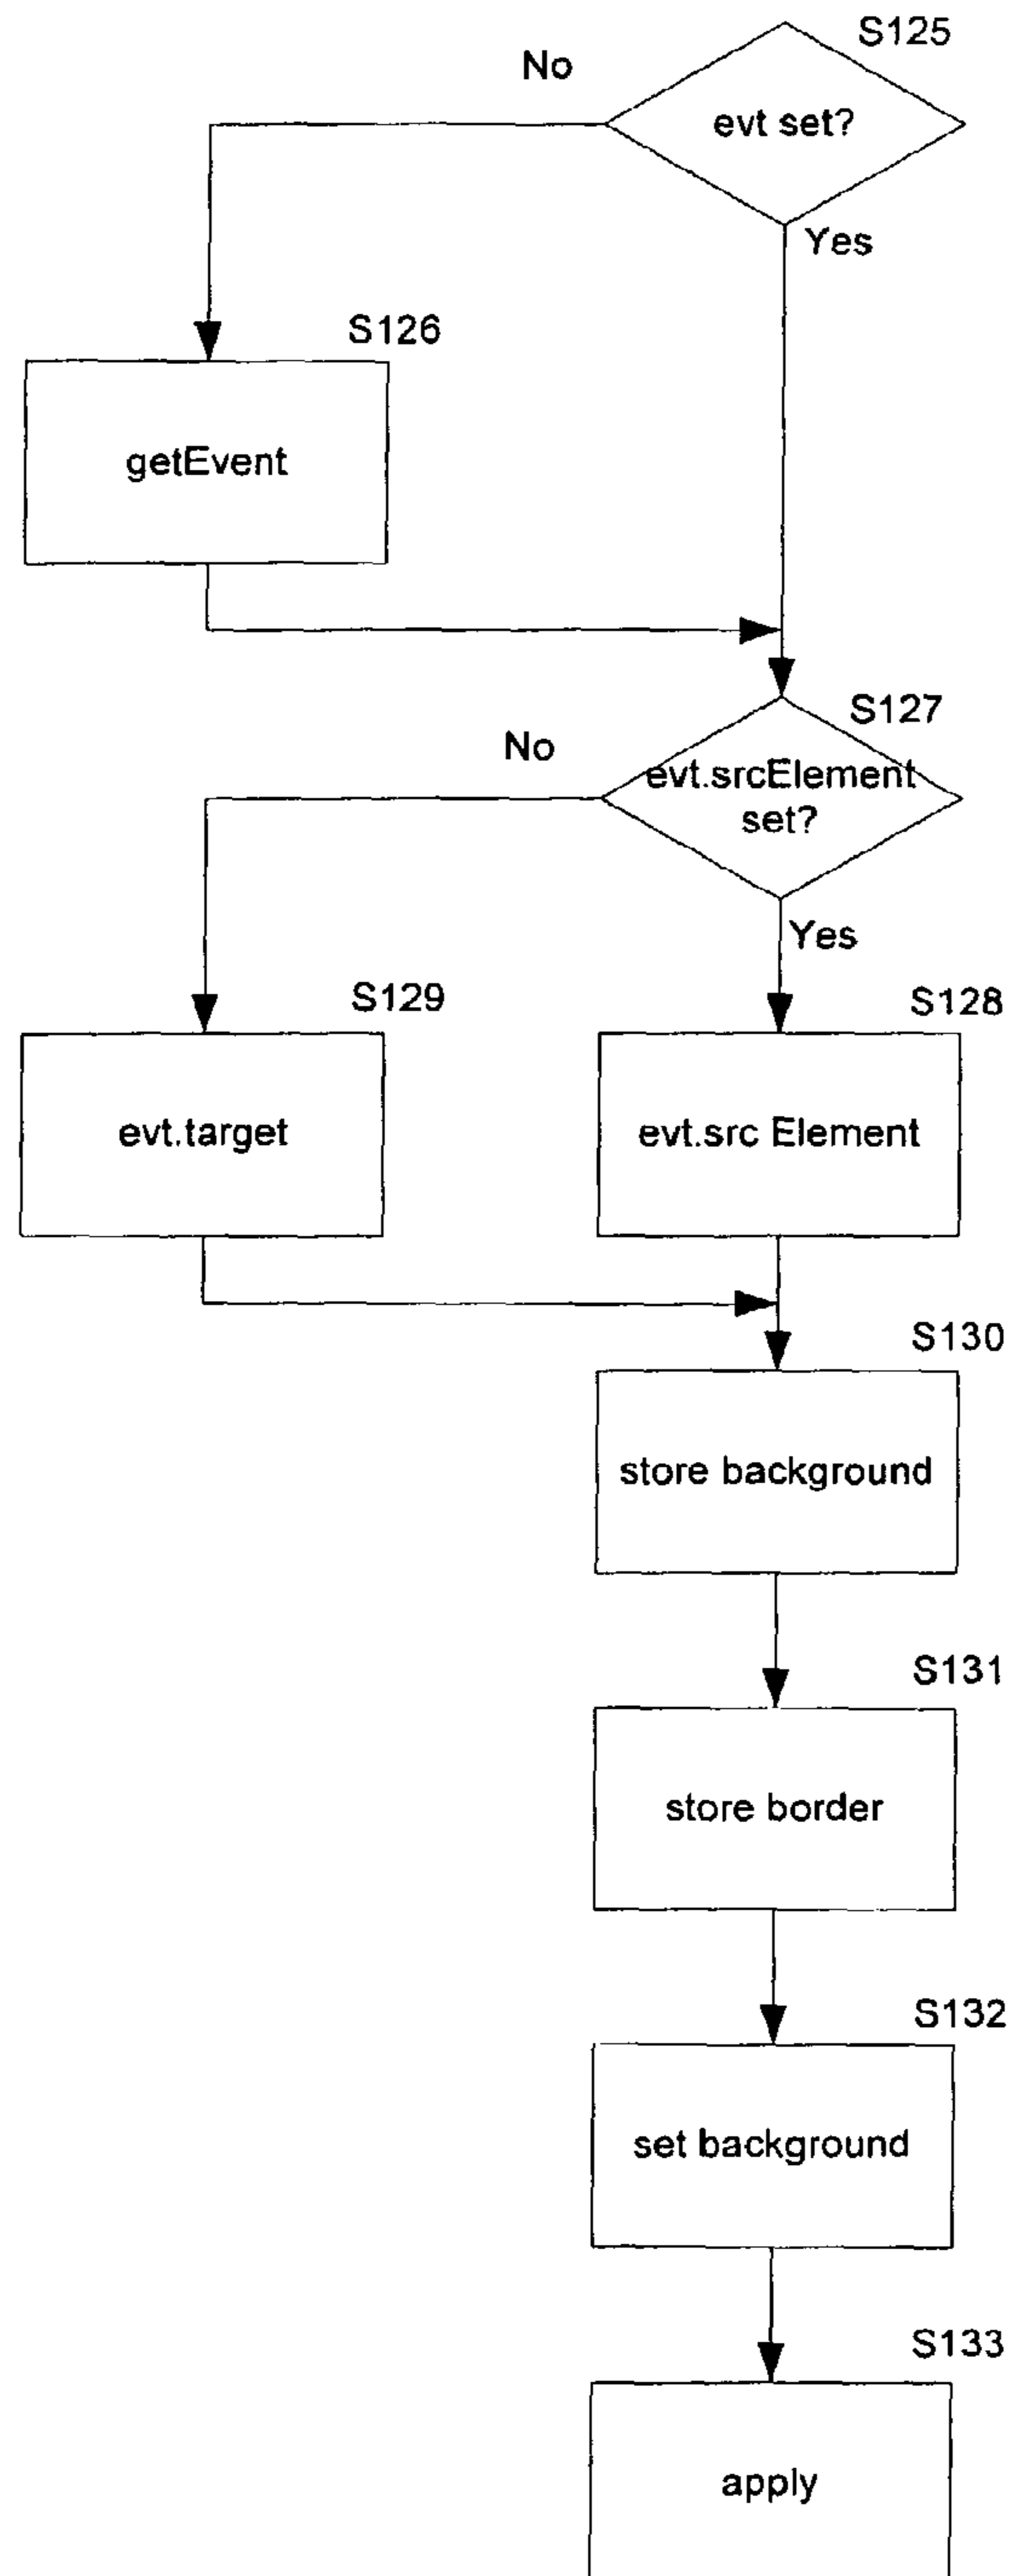 S125
No
evt set?
Yes
S126
getEvent
S127
No
evt.srcElement
set?
Yes
S129
S128
evt.target
evt.src Element
S130
store background
S131
store border
S132
set background
S133
apply